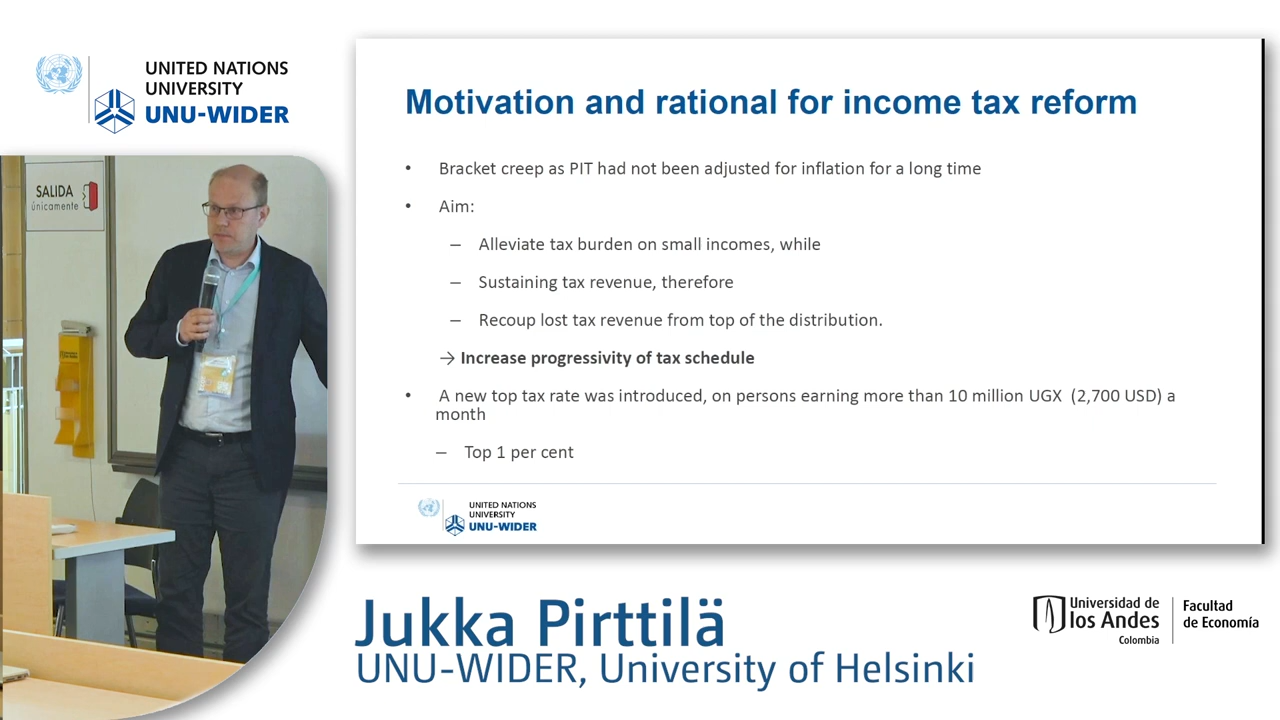 UNITED NATIONS
UNIVERSITY
UNU-WIDER
SALIDA
únicamente
Motivation and rational for income tax reform
• Bracket creep as PIT had not been adjusted for inflation for a long time
• Aim:
– Alleviate tax burden on small incomes, while
– Sustaining tax revenue, therefore
– Recoup lost tax revenue from top of the distribution.
→ Increase progressivity of tax schedule
• A new top tax rate was introduced, on persons earning more than 10 million UGX (2,700 USD) a
month
– Top 1 per cent
UNITED NATIONS
UNIVERSITY
UNU-WIDER
Jukka Pirttilä
UNU-WIDER, University of Helsinki
Universidad de
los Andes
Colombia
Facultad
de Economía